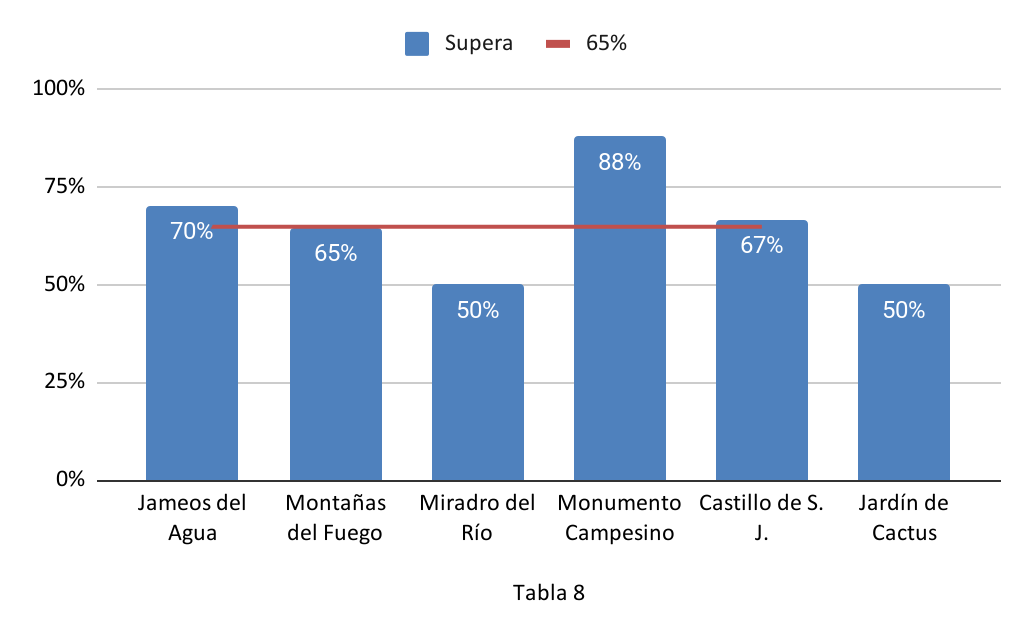 Supera 65%
100%
75%
50%
25%
0%
70%
65%
50%
88%
67%
50%
Jameos del
Agua
Montañas
del Fuego
Miradro del
Río
Monumento
Campesino
Castillo de S.
J.
Jardín de
Cactus
Tabla 8